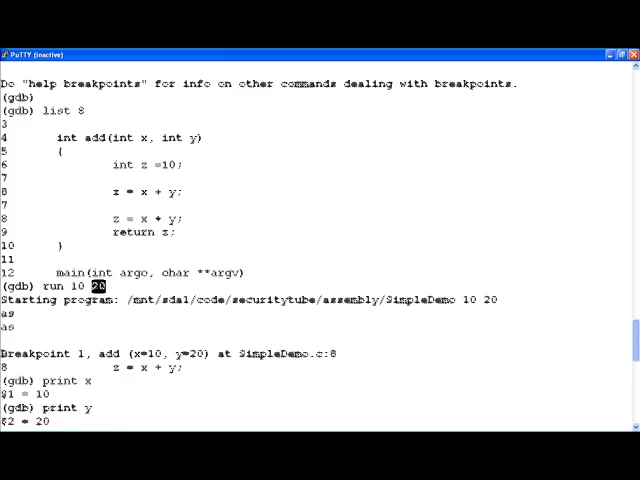 PuTTY (inactive)
Do "help breakpoints" for info on other commands dealing with breakpoints.
(gdb)
(gdb) list 8
3
4 int add(int x, int y)
5 {
6 int z =10;
7
8 z = x + y;
7
8 z = x + y;
9 return z;
10 }
11
12 main(int argc, char **argv)
(gdb) run 10 20
Starting program: /mnt/sda1/code/securitytube/assembly/SimpleDemo 10 20
as
as
Breakpoint 1, add (x=10, y=20) at SimpleDemo.c:8
8 z = x + y;
(gdb) print x
$1 = 10
(gdb) print y
$2 = 20